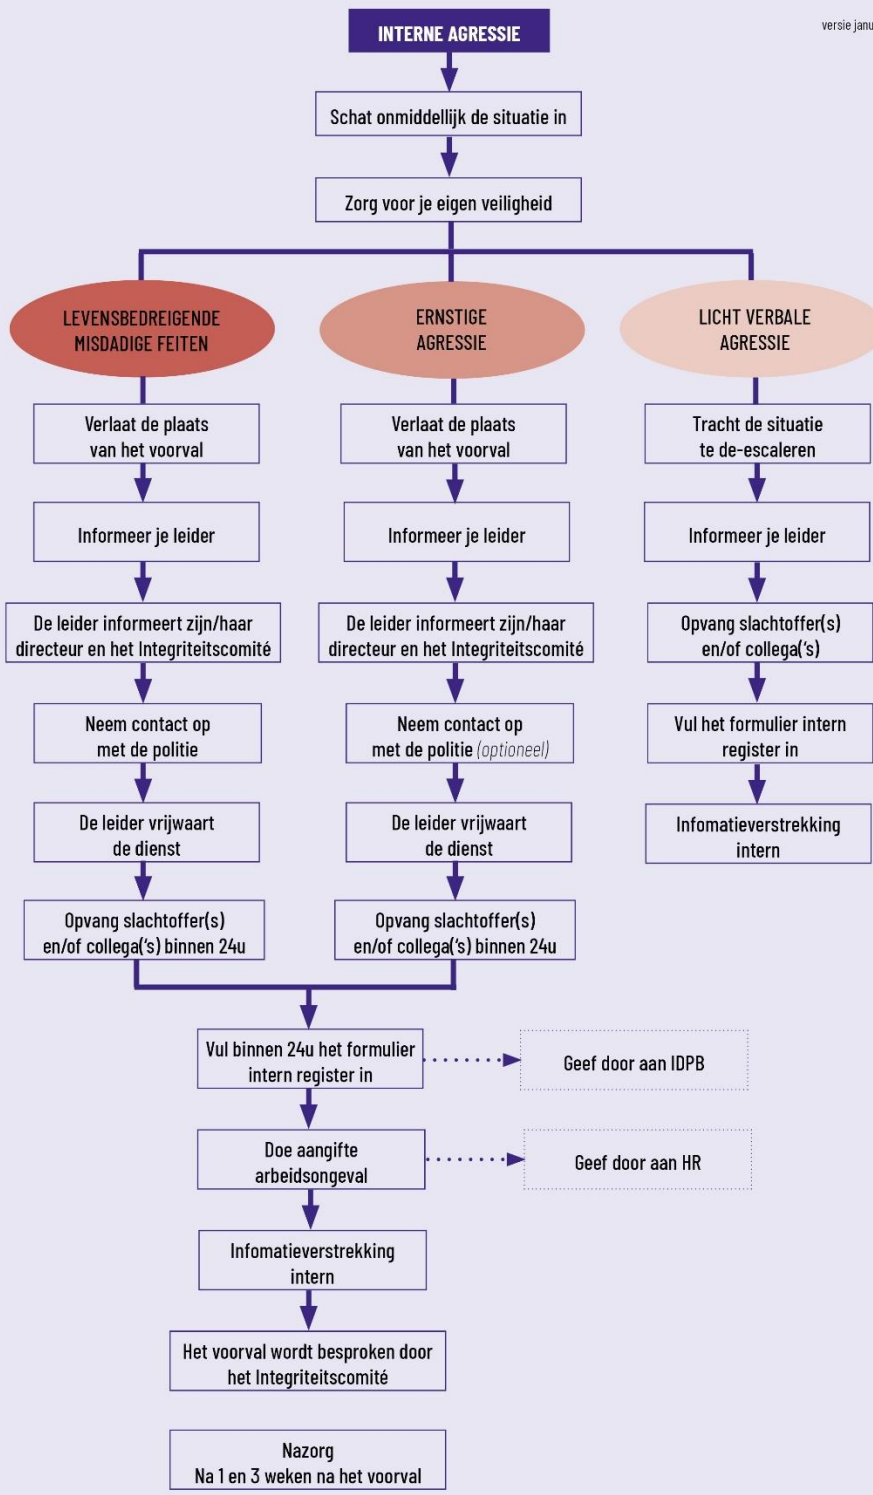 INTERNE AGRESSIE
versie janu
Schat onmiddellijk de situatie in
Zorg voor je eigen veiligheid
LEVENSBEDREIGENDE
MISDADIGE FEITEN
Verlaat de plaats
van het voorval
Informeer je leider
De leider informeert zijn/haar
directeur en het Integriteitscomité
Neem contact op
met de politie
De leider vrijwaart
de dienst
Opvang slachtoffer(s)
en/of collega('s) binnen 24u
ERNSTIGE
AGRESSIE
Verlaat de plaats
van het voorval
Informeer je leider
De leider informeert zijn/haar
directeur en het Integriteitscomité
Neem contact op
met de politie (optioneel)
De leider vrijwaart
de dienst
Opvang slachtoffer(s)
en/of collega('s) binnen 24u
LICHT VERBALE
AGRESSIE
Tracht de situatie
te de-escaleren
Informeer je leider
Opvang slachtoffer(s)
en/of collega('s)
Vul het formulier intern
register in
Infomatieverstrekking
intern
Vul binnen 24u het formulier
intern register in
Geef door aan IDPB
Doe aangifte
arbeidsongeval
Geef door aan HR
Infomatieverstrekking
intern
Het voorval wordt besproken door
het Integriteitscomité
Nazorg
Na 1 en 3 weken na het voorval